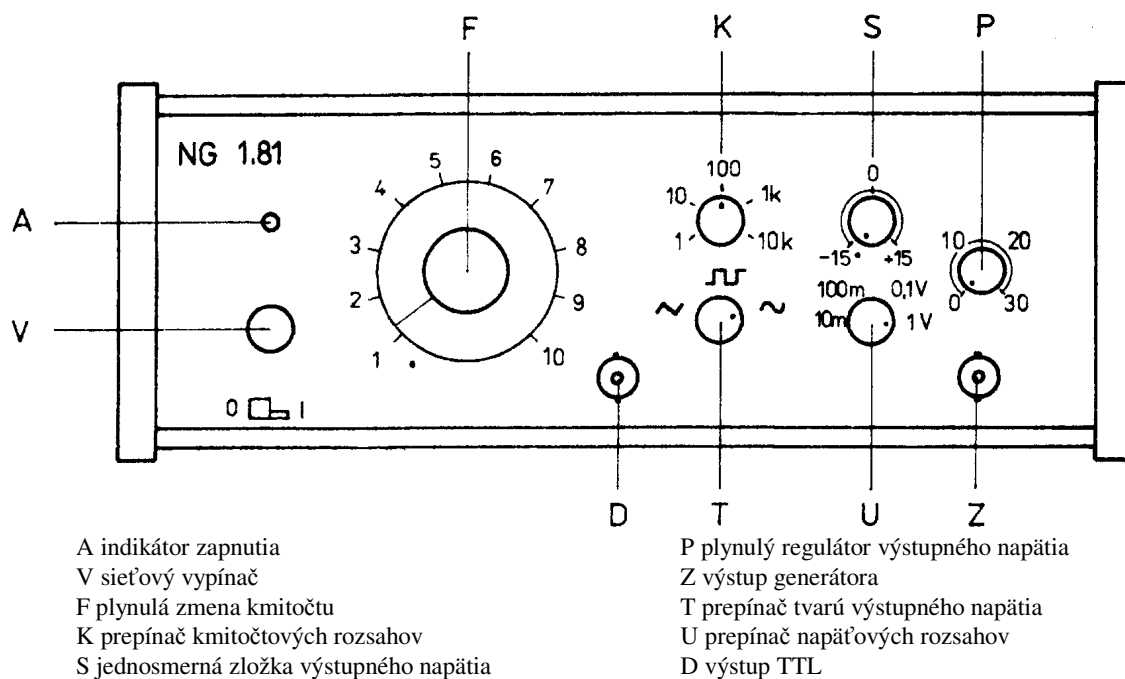 F K S P
NG 1.81
5 6
4 7
3 8
2 9
1 10
100
10 1k
1 10k
0
-15 +15
10 20
0 30
100m 0,1V
10m 1V
A
V
0 I
D T U Z
A indikátor zapnutia
V sieťový vypínač
F plynulá zmena kmitočtu
K prepínač kmitočtových rozsahov
S jednosmerná zložka výstupného napätia
P plynulý regulátor výstupného napätia
Z výstup generátora
T prepínač tvarú výstupného napätia
U prepínač napäťových rozsahov
D výstup TTL